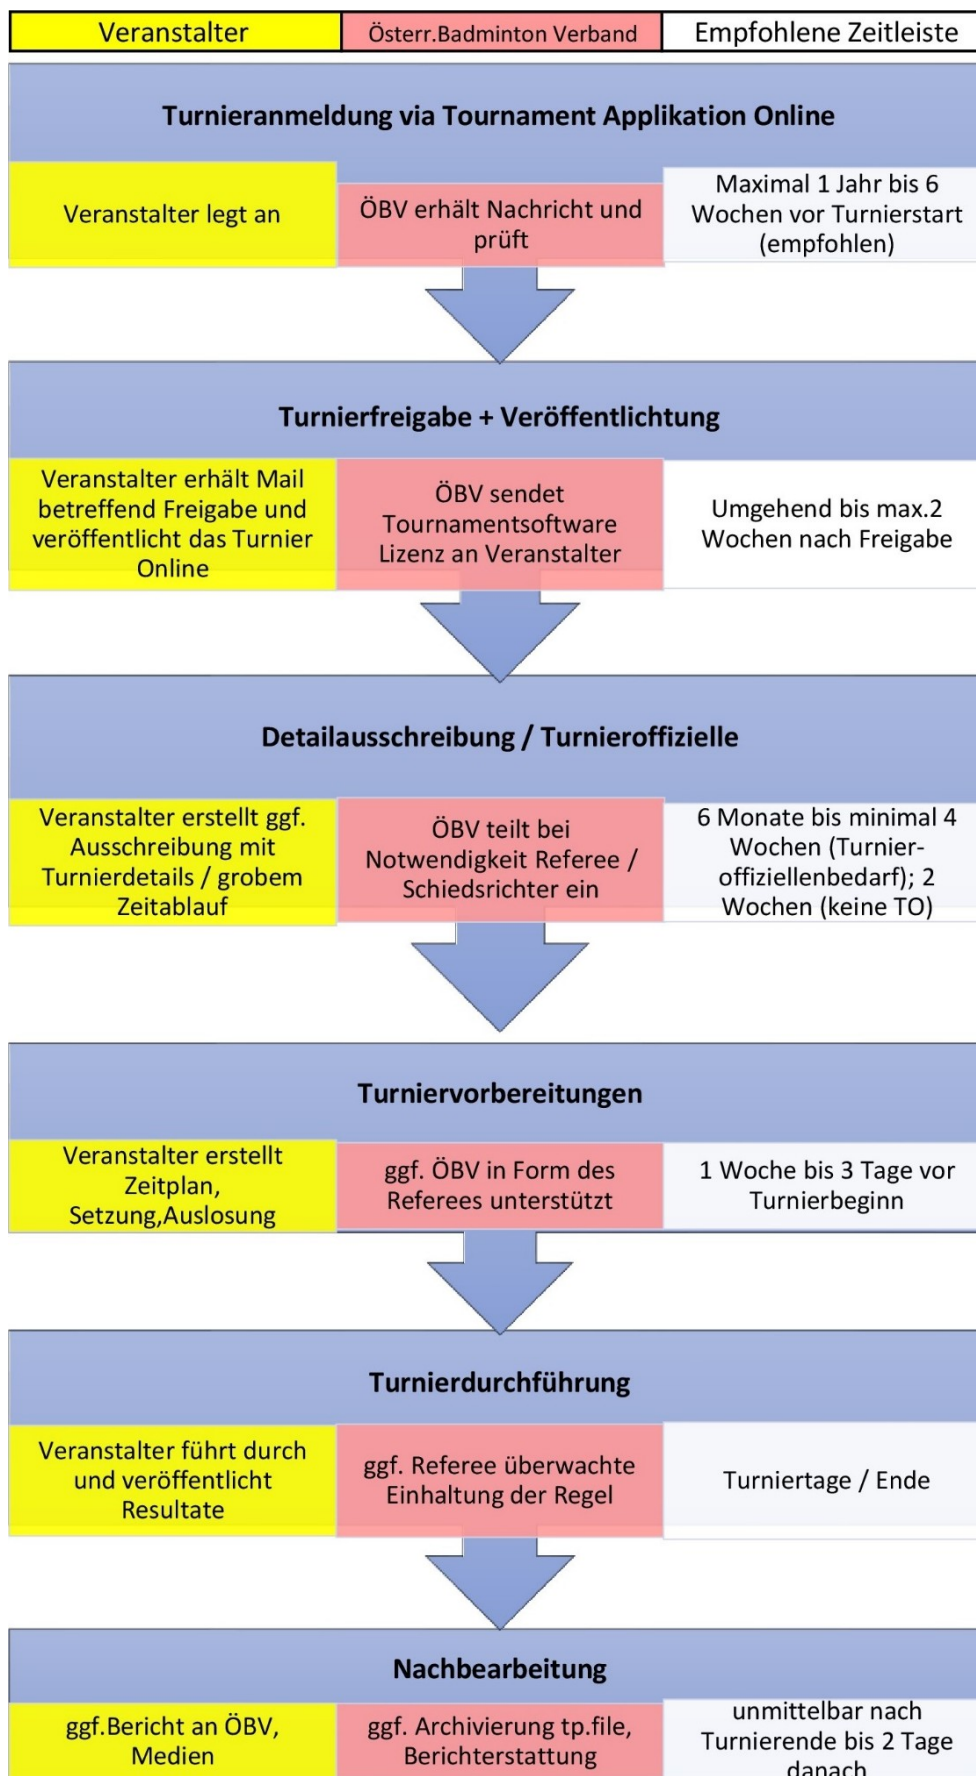 Veranstalter
Österr.Badminton Verband
Empfohlene Zeitleiste
Turnieranmeldung via Tournament Applikation Online
Veranstalter legt an
ÖBV erhält Nachricht und
prüft
Maximal 1 Jahr bis 6
Wochen vor Turnierstart
(empfohlen)
Turnierfreigabe + Veröffentlichtung
Veranstalter erhält Mail
betreffend Freigabe und
veröffentlicht das Turnier
Online
ÖBV sendet
Tournamentsoftware
Lizenz an Veranstalter
Umgehend bis max.2
Wochen nach Freigabe
Detailausschreibung / Turnieroffizielle
Veranstalter erstellt ggf.
Ausschreibung mit
Turnierdetails / grobem
Zeitablauf
ÖBV teilt bei
Notwendigkeit Referee /
Schiedsrichter ein
6 Monate bis minimal 4
Wochen (Turnier-
offiziellenbedarf); 2
Wochen (keine TO)
Turniervorbereitungen
Veranstalter erstellt
Zeitplan,
Setzung,Auslosung
ggf. ÖBV in Form des
Referees unterstützt
1 Woche bis 3 Tage vor
Turnierbeginn
Turnierdurchführung
Veranstalter führt durch
und veröffentlicht
Resultate
ggf. Referee überwachte
Einhaltung der Regel
Turniertage / Ende
Nachbearbeitung
ggf.Bericht an ÖBV,
Medien
ggf. Archivierung tp.file,
Berichterstattung
unmittelbar nach
Turnierende bis 2 Tage
danach